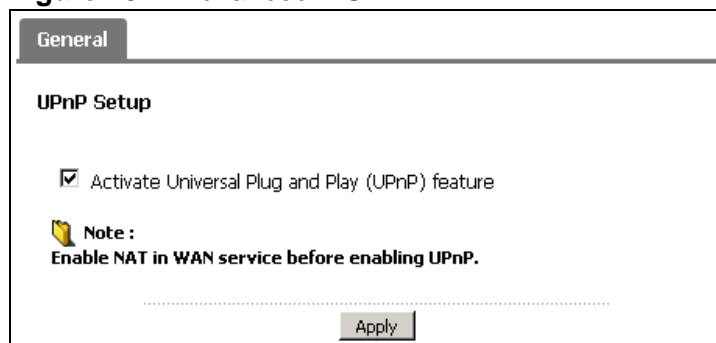 General
UPnP Setup
Activate Universal Plug and Play (UPnP) feature
Note :
Enable NAT in WAN service before enabling UPnP.
Apply